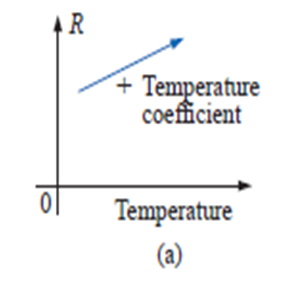 R
+ Temperature
coefficient
0
Temperature
(a)